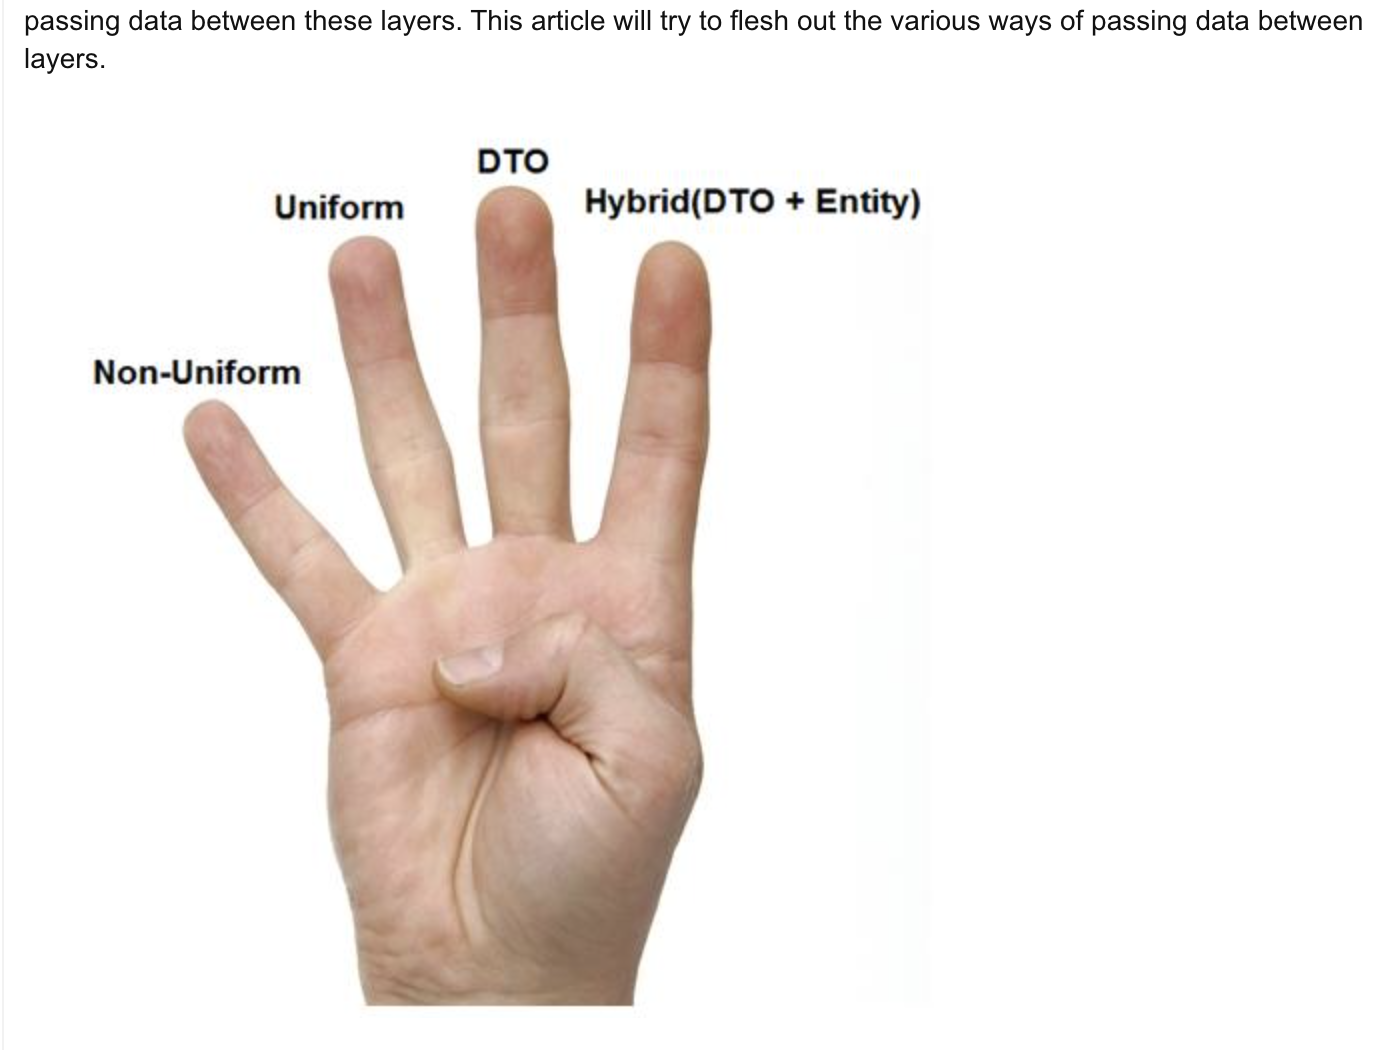 passing data between these layers. This article will try to flesh out the various ways of passing data between
layers.
DTO
Uniform
Hybrid(DTO + Entity)
Non-Uniform